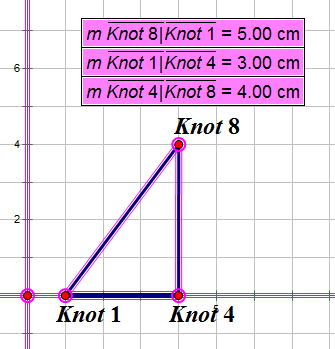 m Knot 8|Knot 1 = 5.00 cm
m Knot 1|Knot 4 = 3.00 cm
m Knot 4|Knot 8 = 4.00 cm
6
Knot 8
4
2
5
Knot 1 Knot 4